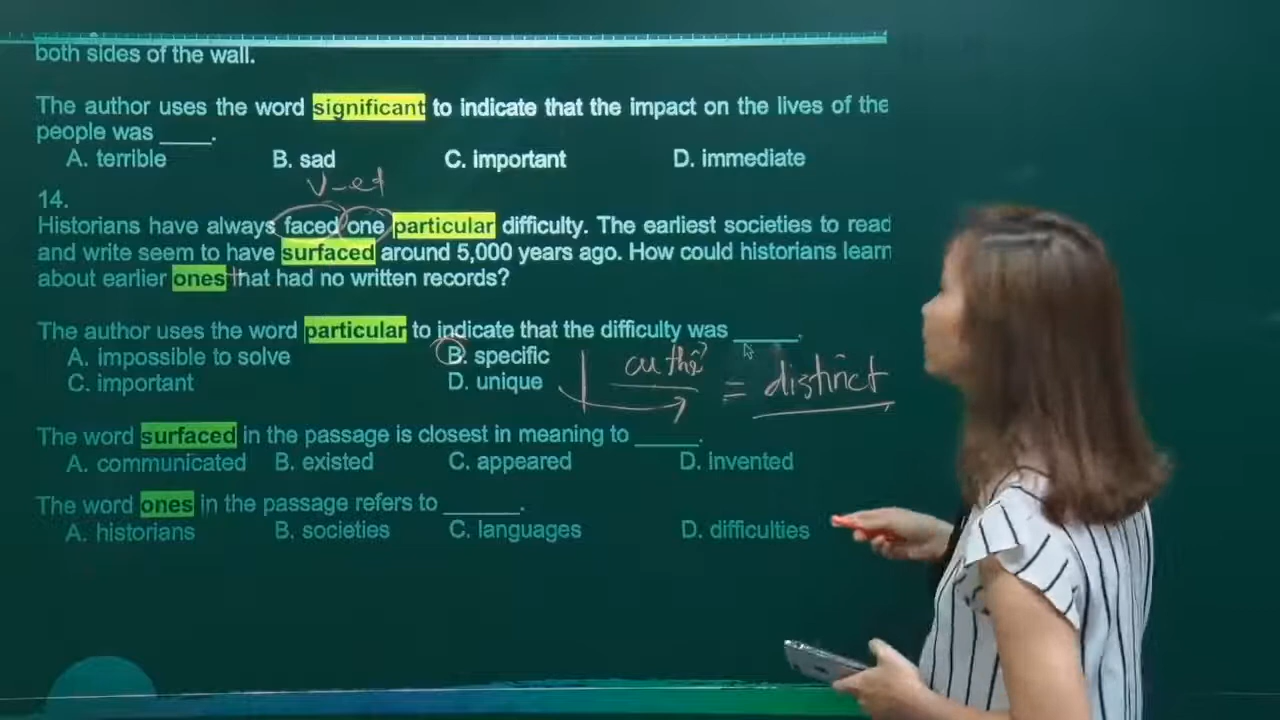 both sides of the wall.
The author uses the word significant to indicate that the impact on the lives of the
people was ____.
A. terrible B. sad C. important D. immediate
V-ed
14.
Historians have always faced one particular difficulty. The earliest societies to read
and write seem to have surfaced around 5,000 years ago. How could historians learn
about earlier ones that had no written records?
The author uses the word particular to indicate that the difficulty was _____.
A. impossible to solve B. specific
cụ thể = distinct
C. important D. unique
The word surfaced in the passage is closest in meaning to _____.
A. communicated B. existed C. appeared D. invented
The word ones in the passage refers to ______.
A. historians B. societies C. languages D. difficulties